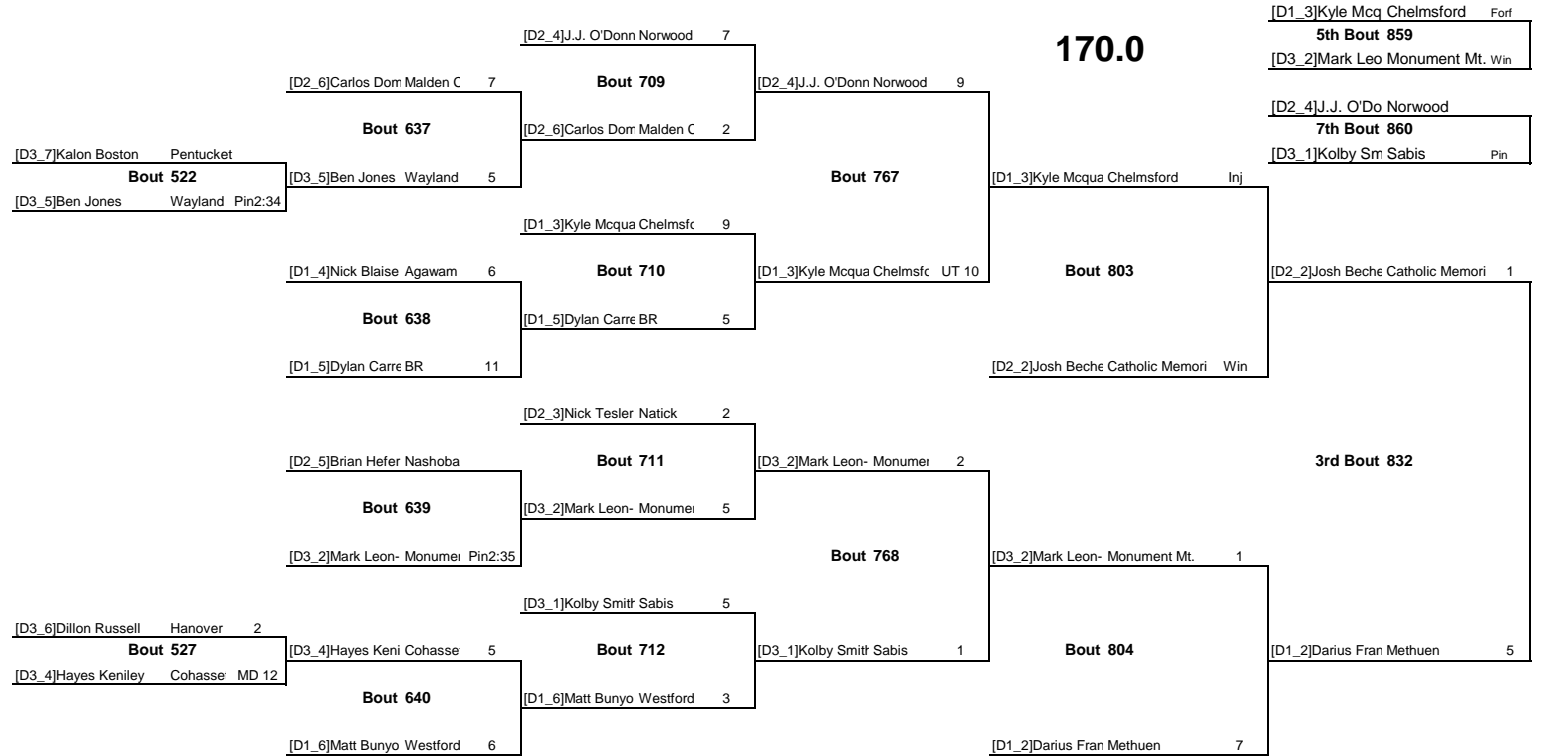 [D1_3]Kyle Mcq Chelmsford Forf
5th Bout 859
[D3_2]Mark Leo Monument Mt. Win
170.0
[D2_4]J.J. O'Donn Norwood 7
[D2_6]Carlos Dom Malden C 7
Bout 709
[D2_4]J.J. O'Donn Norwood 9
[D2_4]J.J. O'Do Norwood
7th Bout 860
[D3_1]Kolby Sm Sabis Pin
Bout 637
[D2_6]Carlos Dom Malden C 2
[D3_7]Kalon Boston Pentucket
Bout 522
[D3_5]Ben Jones Wayland Pin2:34
[D3_5]Ben Jones Wayland 5
Bout 767
[D1_3]Kyle Mcqua Chelmsford Inj
[D1_3]Kyle Mcqua Chelmsfc 9
[D1_4]Nick Blaise Agawam 6
Bout 710
[D1_3]Kyle Mcqua Chelmsfc UT 10
Bout 803
[D2_2]Josh Beche Catholic Memori 1
Bout 638
[D1_5]Dylan Carre BR 5
[D1_5]Dylan Carre BR 11
[D2_2]Josh Beche Catholic Memori Win
[D2_3]Nick Tesler Natick 2
[D2_5]Brian Hefer Nashoba
Bout 711
[D3_2]Mark Leon- Monumer 2
3rd Bout 832
Bout 639
[D3_2]Mark Leon- Monumer 5
[D3_2]Mark Leon- Monumer Pin2:35
Bout 768
[D3_2]Mark Leon- Monument Mt. 1
[D3_1]Kolby Smith Sabis 5
[D3_6]Dillon Russell Hanover 2
Bout 527
[D3_4]Hayes Keniley Cohasse MD 12
[D3_4]Hayes Keni Cohasse 5
Bout 712
[D3_1]Kolby Smith Sabis 1
Bout 804
[D1_2]Darius Fran Methuen 5
Bout 640
[D1_6]Matt Bunyo Westford 3
[D1_6]Matt Bunyo Westford 6
[D1_2]Darius Fran Methuen 7